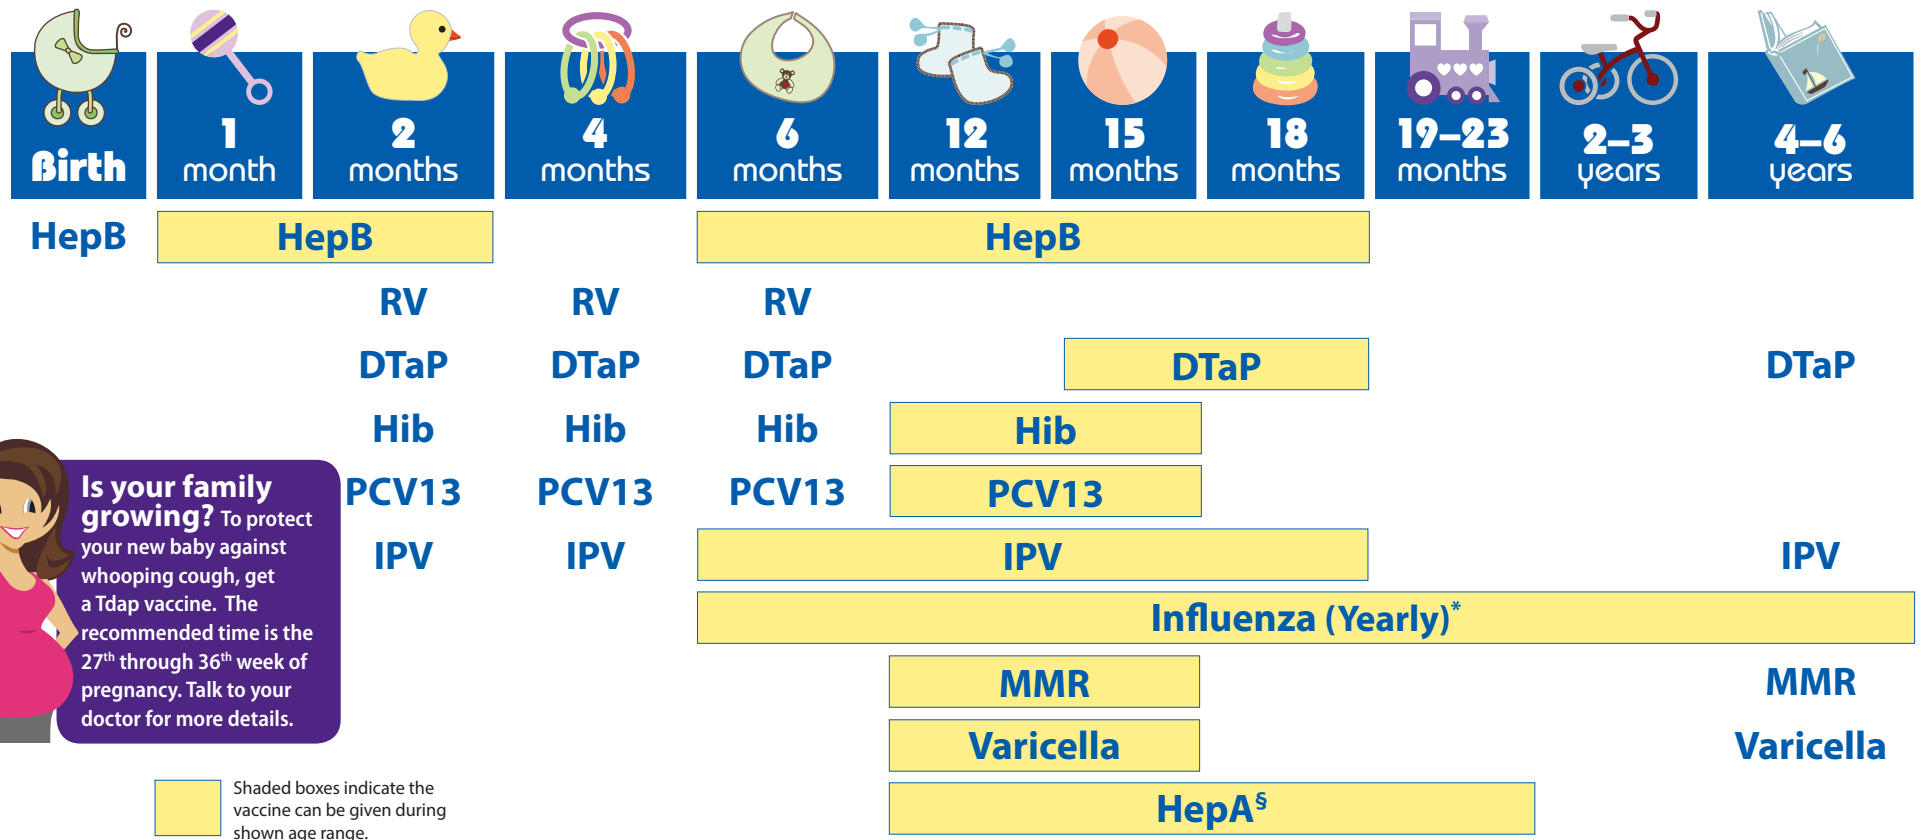 Birth
1
month
2
months
4
months
6
months
12
months
15
months
18
months
19–23
months
2–3
years
4–6
years
HepB HepB HepB
RV RV RV
DTaP DTaP DTaP DTaP DTaP
Hib Hib Hib Hib
PCV13 PCV13 PCV13 PCV13
IPV IPV IPV IPV
Influenza (Yearly)*
MMR MMR
Varicella Varicella
HepA§
Is your family
growing? To protect
your new baby against
whooping cough, get
a Tdap vaccine. The
recommended time is the
27th through 36th week of
pregnancy. Talk to your
doctor for more details.
Shaded boxes indicate the
vaccine can be given during
shown age range.